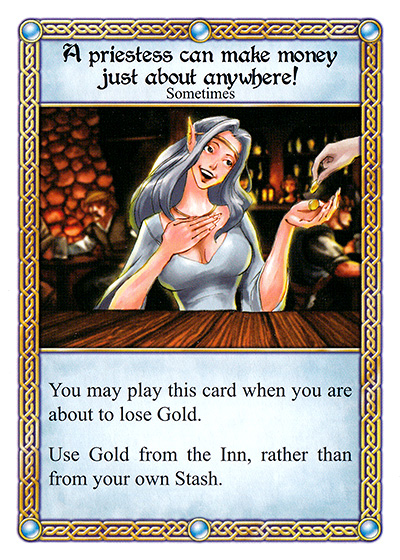 A priestess can make money
just about anywhere!
Sometimes
You may play this card when you are
about to lose Gold.
Use Gold from the Inn, rather than
from your own Stash.